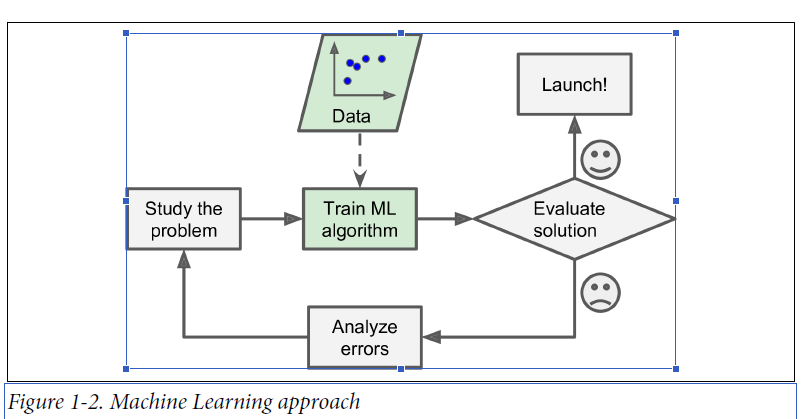 Data
Launch!
Study the
problem
Train ML
algorithm
Evaluate
solution
Analyze
errors
Figure 1-2. Machine Learning approach